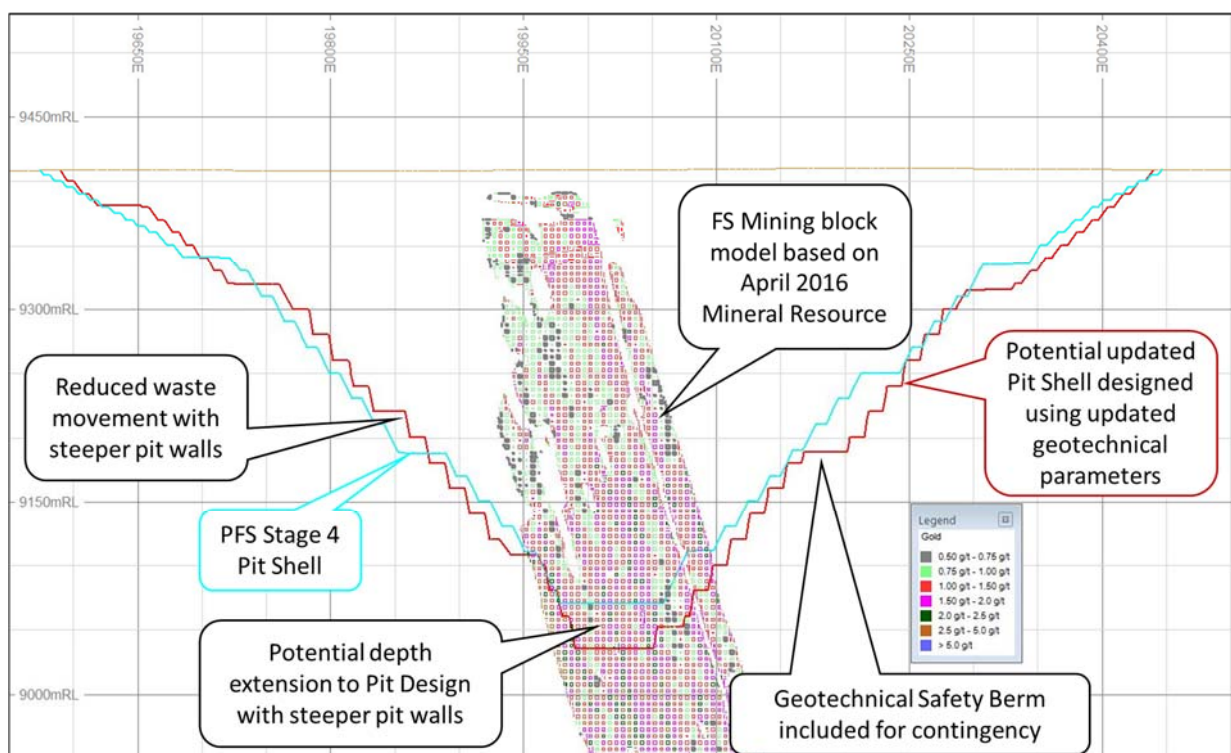 19650E
19800E
19950E
20100E
20250E
20400E
9450mRL
9300mRL
9150mRL
9000mRL
FS Mining block
model based on
April 2016
Mineral Resource
Potential updated
Pit Shell designed
using updated
geotechnical
parameters
Reduced waste
movement with
steeper pit walls
PFS Stage 4
Pit Shell
Potential depth
extension to Pit Design
with steeper pit walls
Geotechnical Safety Berm
included for contingency
Legend
Gold
0.50 g/t - 0.75 g/t
0.75 g/t - 1.00 g/t
1.00 g/t - 1.50 g/t
1.50 g/t - 2.0 g/t
2.0 g/t - 2.5 g/t
2.5 g/t - 5.0 g/t
> 5.0 g/t